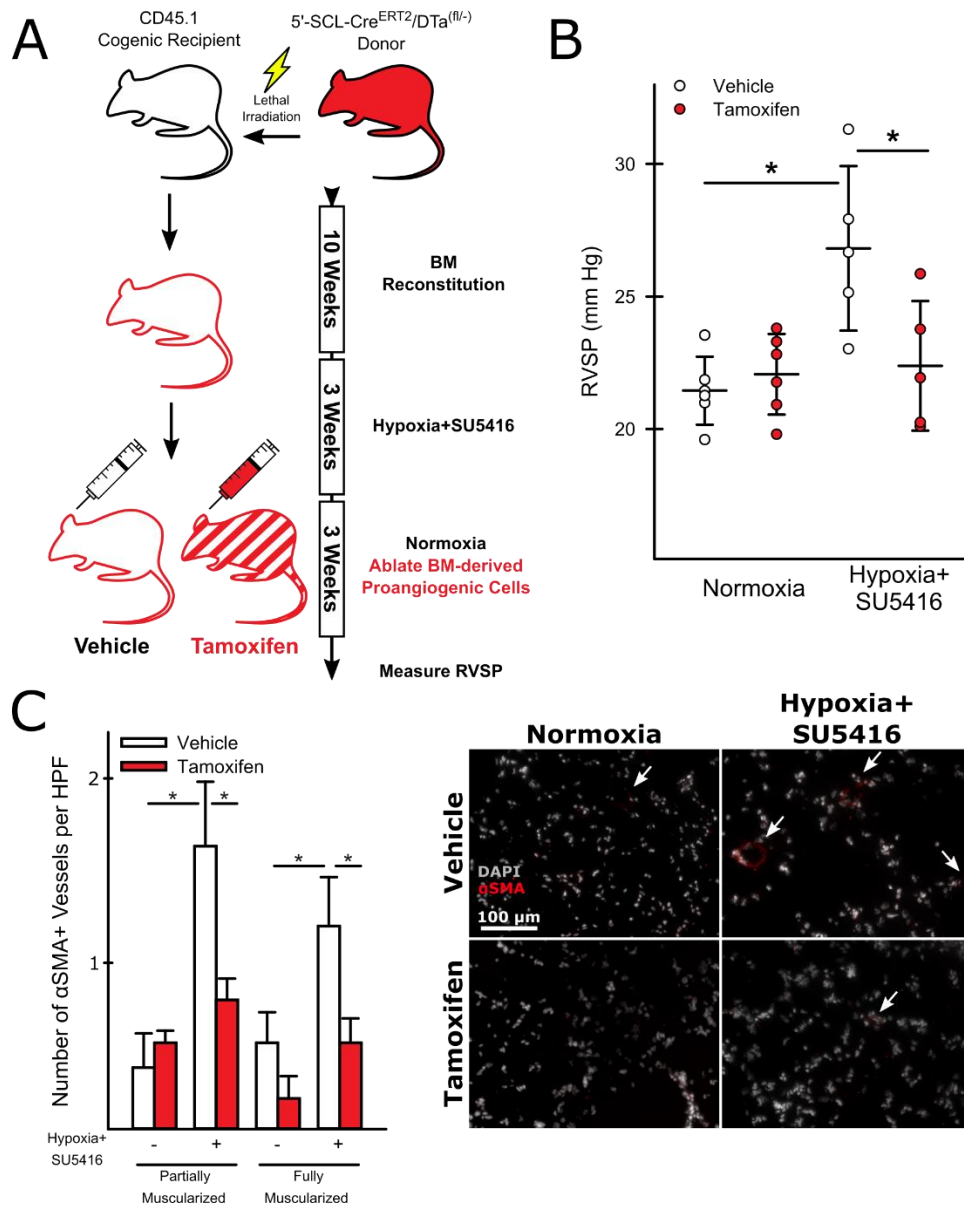 A
CD45.1
Cogenic Recipient
5'-SCL-Cre^ERT2/DTa^(fl/-)
Donor
Lethal
Irradiation
10 Weeks
BM
Reconstitution
3 Weeks
Hypoxia+SU5416
3 Weeks
Normoxia
Ablate BM-derived
Proangiogenic Cells
Vehicle
Tamoxifen
Measure RVSP
B
Vehicle
Tamoxifen
RVSP (mm Hg)
30
25
20
*
*
Normoxia
Hypoxia+
SU5416
C
Vehicle
Tamoxifen
Number of αSMA+ Vessels per HPF
2
1
*
*
*
*
Hypoxia+
SU5416
- + - +
Partially
Muscularized
Fully
Muscularized
Normoxia
Hypoxia+
SU5416
Vehicle
DAPI
αSMA
100 μm
Tamoxifen